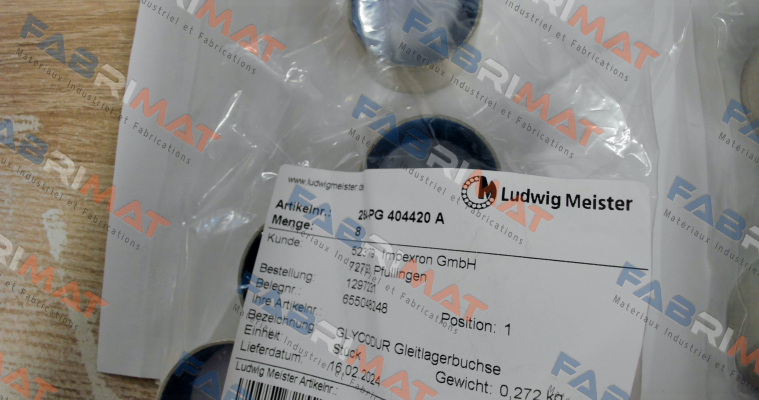 www.ludwigmeister.de
Ludwig Meister
Artikelnr.: PG 404420 A
Menge: 8
Kunde: Impexron GmbH
Pfullingen
Bestellung:
Belegnr.: Position: 1
Ihre Artikelnr.:
Bezeichnung: GLYCODUR Gleitlagerbuchse
Einheit Stück Gewicht: 0,272 kg
Lieferdatum: 16.02.2024
Ludwig Meister Artikelnr.:
FABRIMAT
Materiaux Industriel et Fabrications